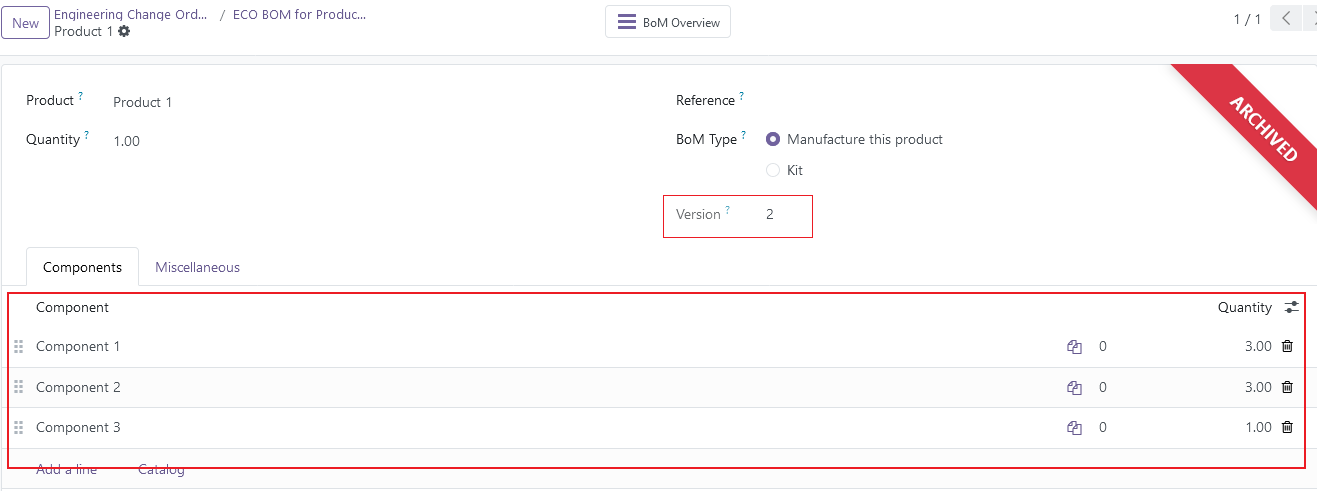 New
Engineering Change Ord... / ECO BOM for Produc...
Product 1
BoM Overview
1 / 1
Product ? Product 1
Quantity ? 1.00
Reference ?
BoM Type ? Manufacture this product
Kit
Version ? 2
ARCHIVED
Components Miscellaneous
Component Quantity
Component 1 0 3.00
Component 2 0 3.00
Component 3 0 1.00
Add a line Catalog